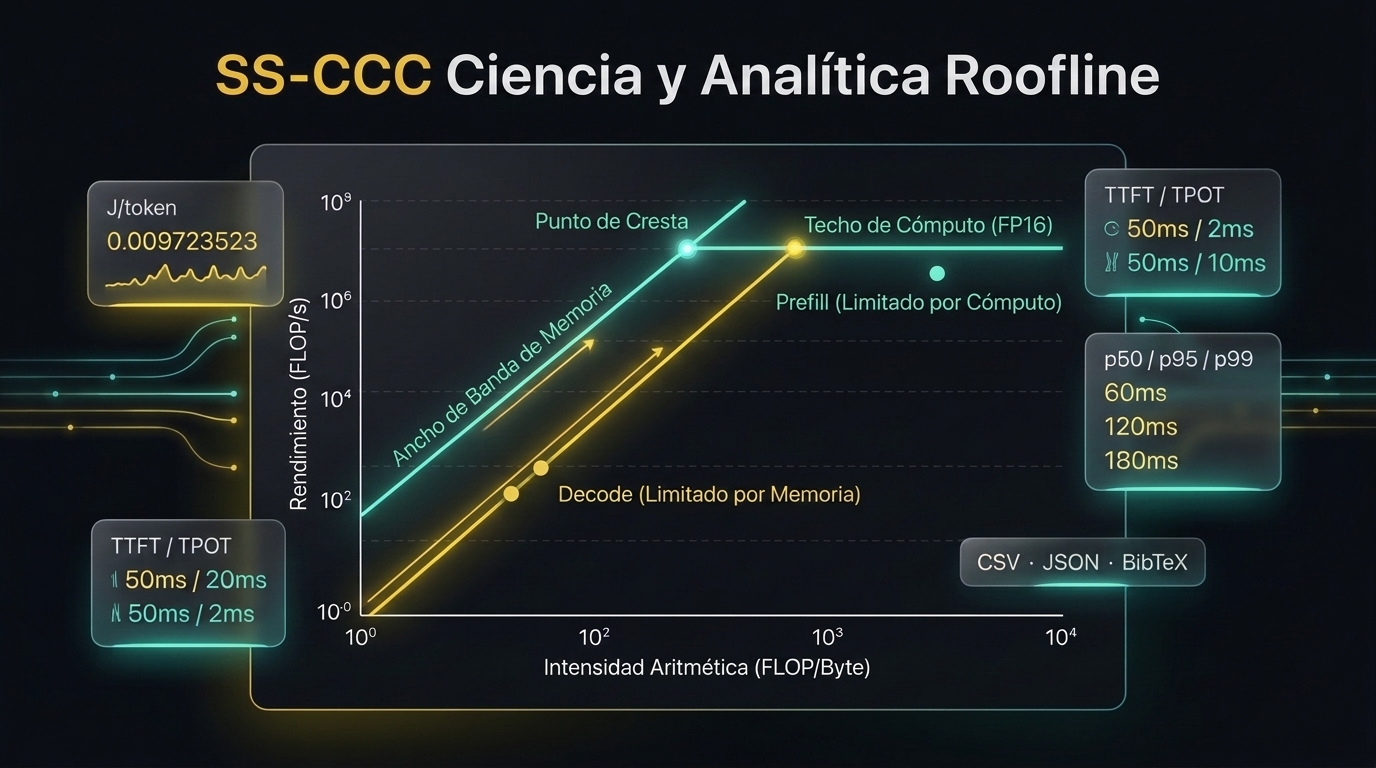 SS-CCC Ciencia y Analítica Roofline
J/token
0.009723523
TTFT / TPOT
50ms / 20ms
50ms / 2ms
Rendimiento (FLOP/s)
10⁹
10⁶
10⁴
10²
10⁻⁰
10⁰
10²
10³
10⁴
Intensidad Aritmética (FLOP/Byte)
Punto de Cresta
Techo de Cómputo (FP16)
Prefill (Limitado por Cómputo)
Ancho de Banda de Memoria
Decode (Limitado por Memoria)
TTFT / TPOT
50ms / 2ms
50ms / 10ms
p50 / p95 / p99
60ms
120ms
180ms
CSV · JSON · BibTeX